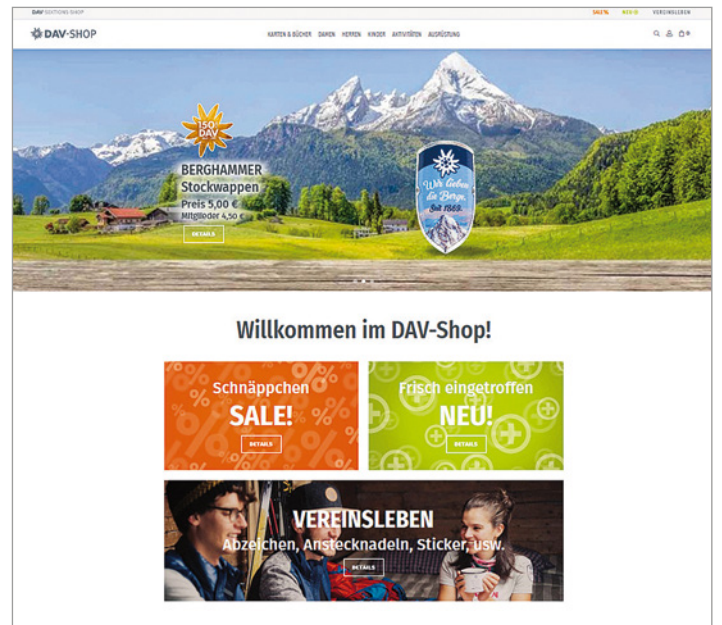 DAV SEKTIONS-SHOP
SALE% NEU VEREINSLEBEN
DAV-SHOP
KARTEN & BÜCHER DAMEN HERREN KINDER AKTIVITÄTEN AUSRÜSTUNG
0
150
DAV
BERGHAMMER
Stockwappen
Preis 5,00 €
Mitglieder 4,50 €
DETAILS
Wir lieben
die Berge.
Seit 1869.
Willkommen im DAV-Shop!
Schnäppchen
SALE!
DETAILS
Frisch eingetroffen
NEU!
DETAILS
VEREINSLEBEN
Abzeichen, Anstecknadeln, Sticker, usw.
DETAILS